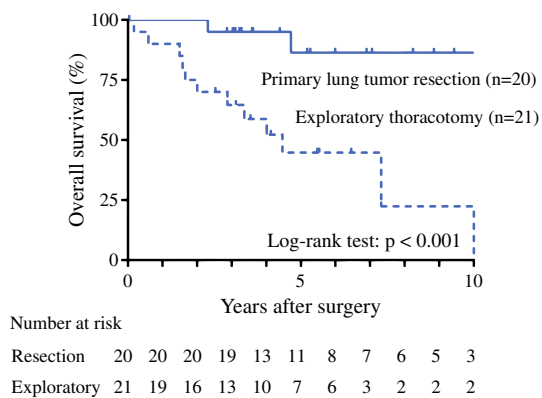 Overall survival (%)
100
75
50
25
0
Primary lung tumor resection (n=20)
Exploratory thoracotomy (n=21)
Log-rank test: p < 0.001
0 5 10
Years after surgery
Number at risk
Resection 20 20 20 19 13 11 8 7 6 5 3
Exploratory 21 19 16 13 10 7 6 3 2 2 2